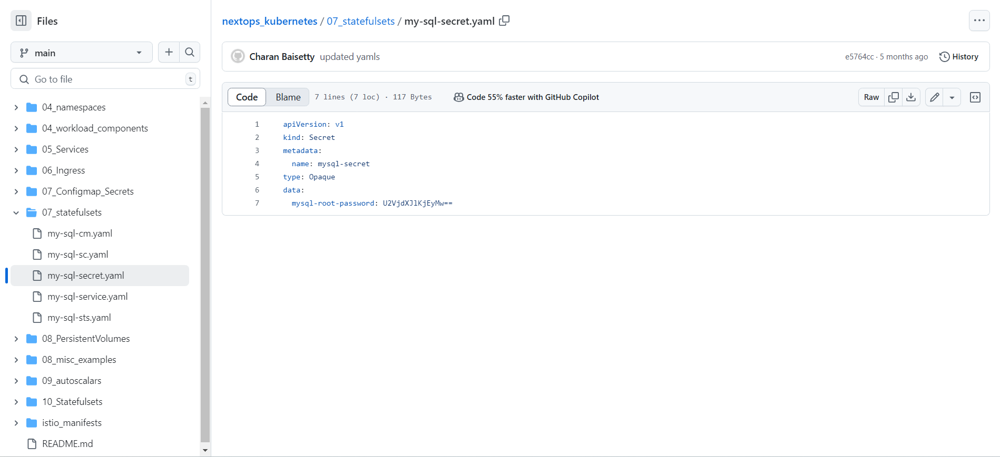 Files
main
Go to file
t
04_namespaces
04_workload_components
05_Services
06_Ingress
07_Configmap_Secrets
07_statefulsets
my-sql-cm.yaml
my-sql-sc.yaml
my-sql-secret.yaml
my-sql-service.yaml
my-sql-sts.yaml
08_PersistentVolumes
08_misc_examples
09_autoscalars
10_Statefulsets
istio_manifests
README.md
nextops_kubernetes / 07_statefulsets / my-sql-secret.yaml
Charan Baisetty updated yamls
e5764cc · 5 months ago
History
Code Blame 7 lines (7 loc) · 117 Bytes
Code 55% faster with GitHub Copilot
Raw
1 apiVersion: v1
2 kind: Secret
3 metadata:
4 name: mysql-secret
5 type: Opaque
6 data:
7 mysql-root-password: U2VjdXJlKjEyMw==